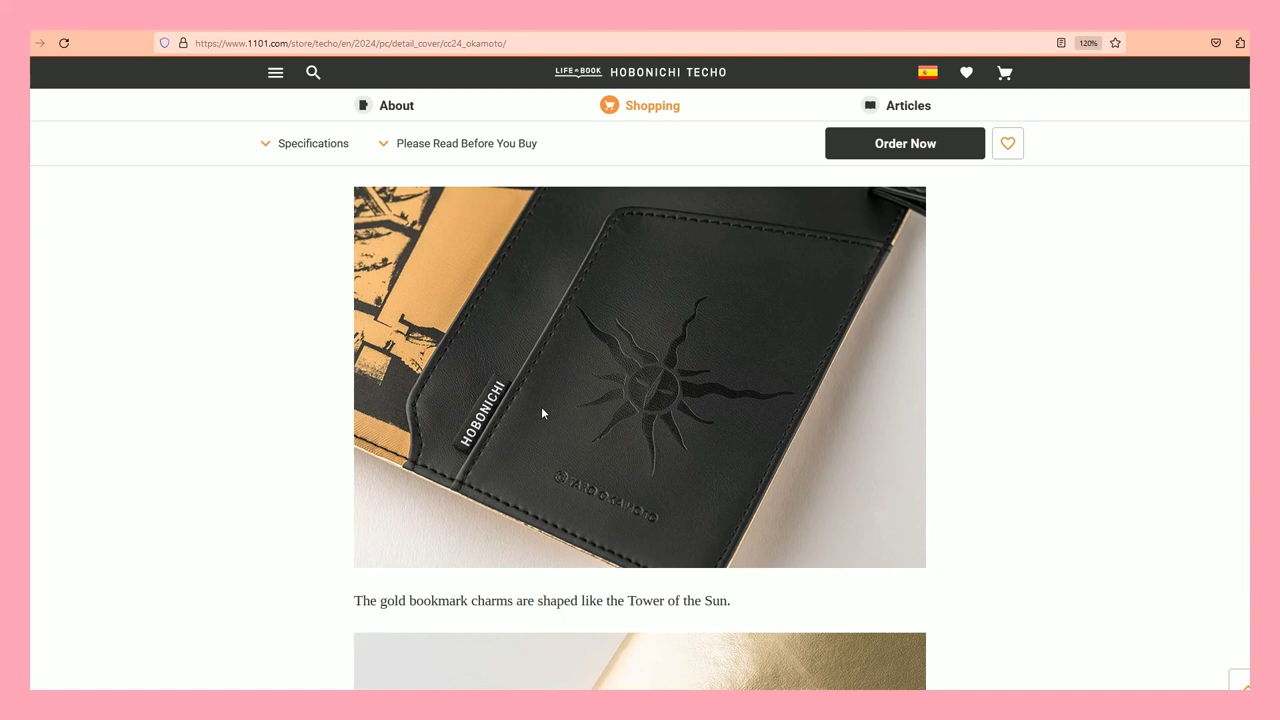 https://www.1101.com/store/techo/en/2024/pc/detail_cover/cc24_okamoto/
120%
LIFE BOOK HOBONICHI TECHO
About
Shopping
Articles
Specifications
Please Read Before You Buy
Order Now
HOBONICHI
©TARO OKAMOTO
The gold bookmark charms are shaped like the Tower of the Sun.